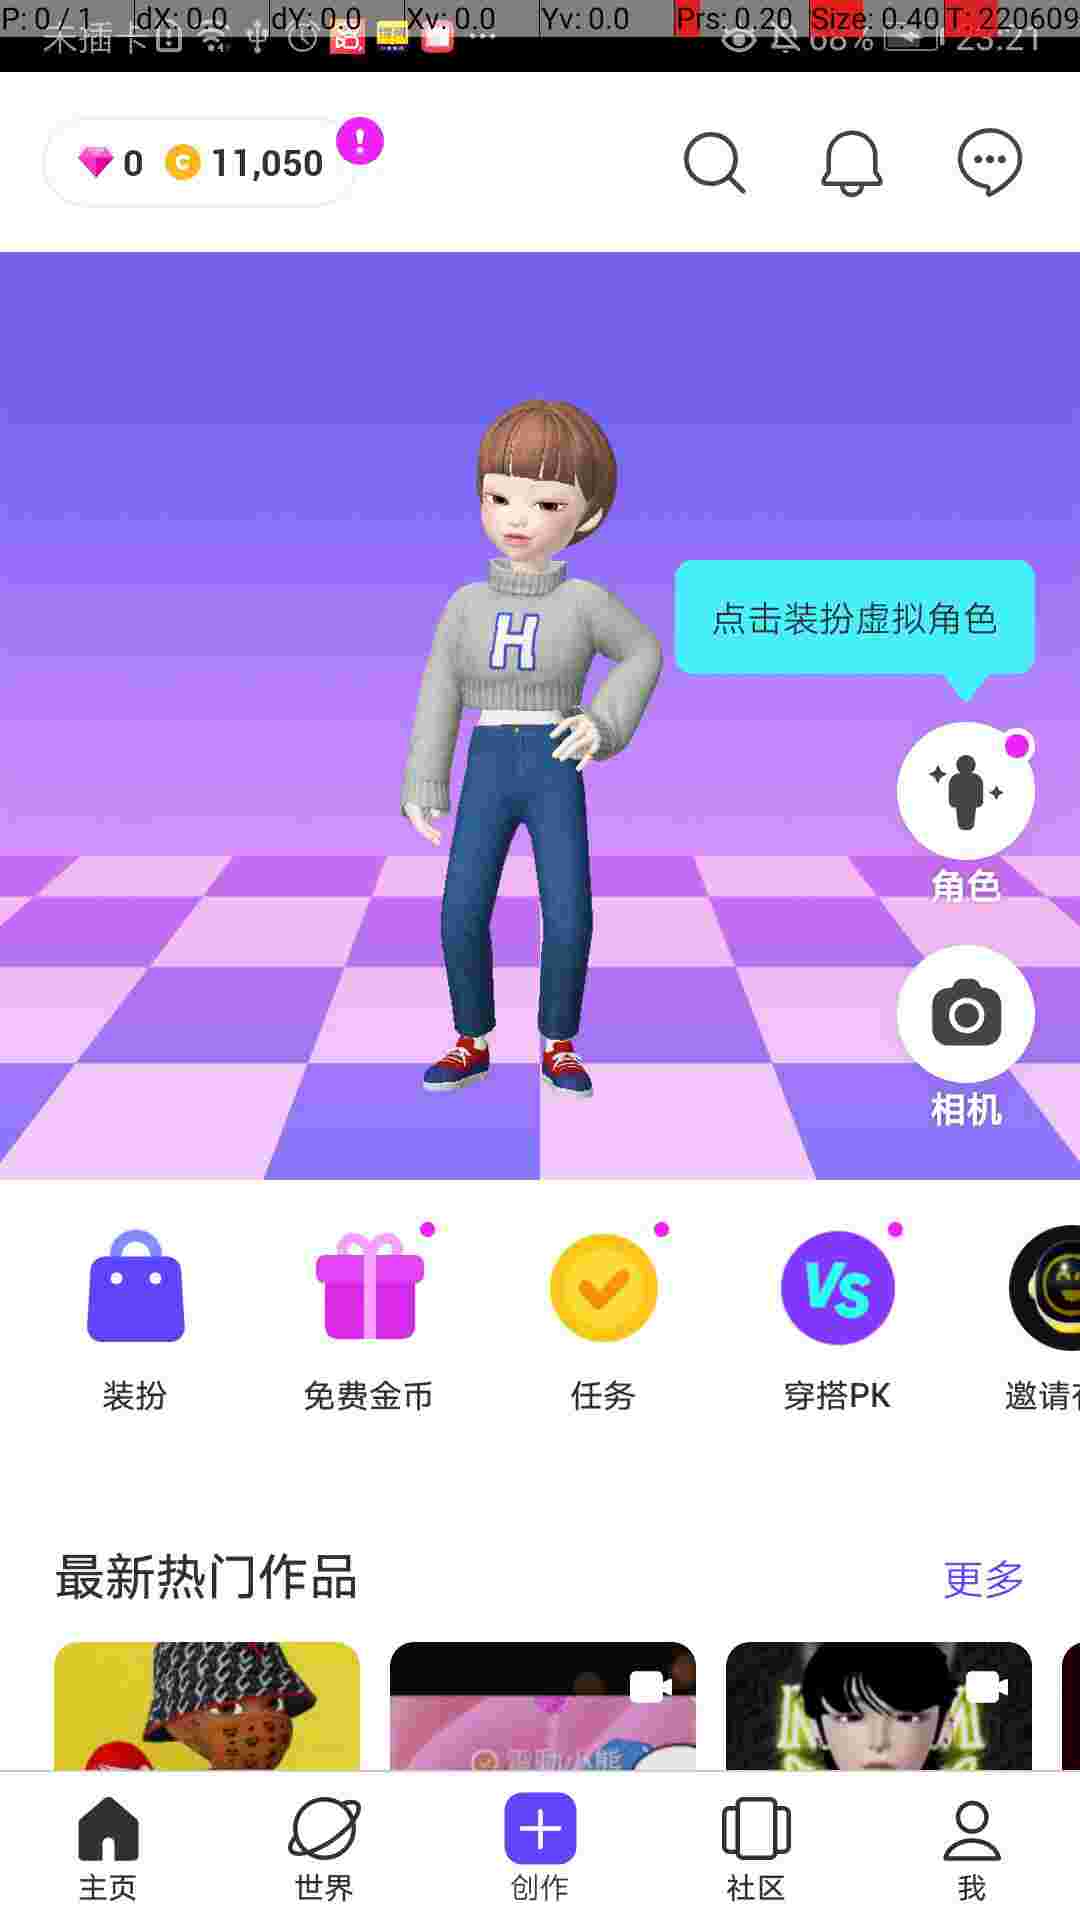 P: 0 / 1 dX: 0.0 dY: 0.0 Xv: 0.0 Yv: 0.0 Prs: 0.20 Size: 0.40 T: 220609
未插卡 68% 23:21
0 11,050
H
点击装扮虚拟角色
角色
相机
VS
装扮 免费金币 任务 穿搭PK 邀请
最新热门作品 更多
主页 世界 创作 社区 我